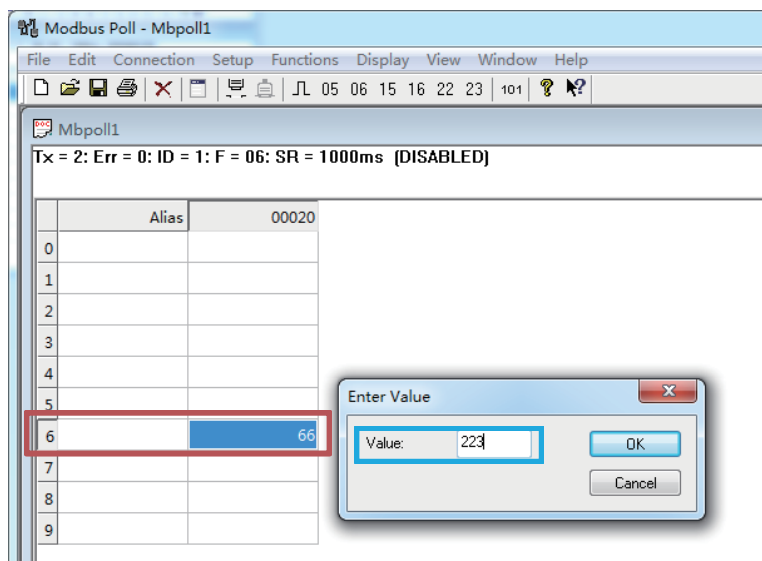 Modbus Poll - Mbpoll1
File Edit Connection Setup Functions Display View Window Help
05 06 15 16 22 23 101
Mbpoll1
Tx = 2: Err = 0: ID = 1: F = 06: SR = 1000ms (DISABLED)
Alias 00020
0
1
2
3
4
5
6 66
7
8
9
Enter Value
Value: 223
OK
Cancel